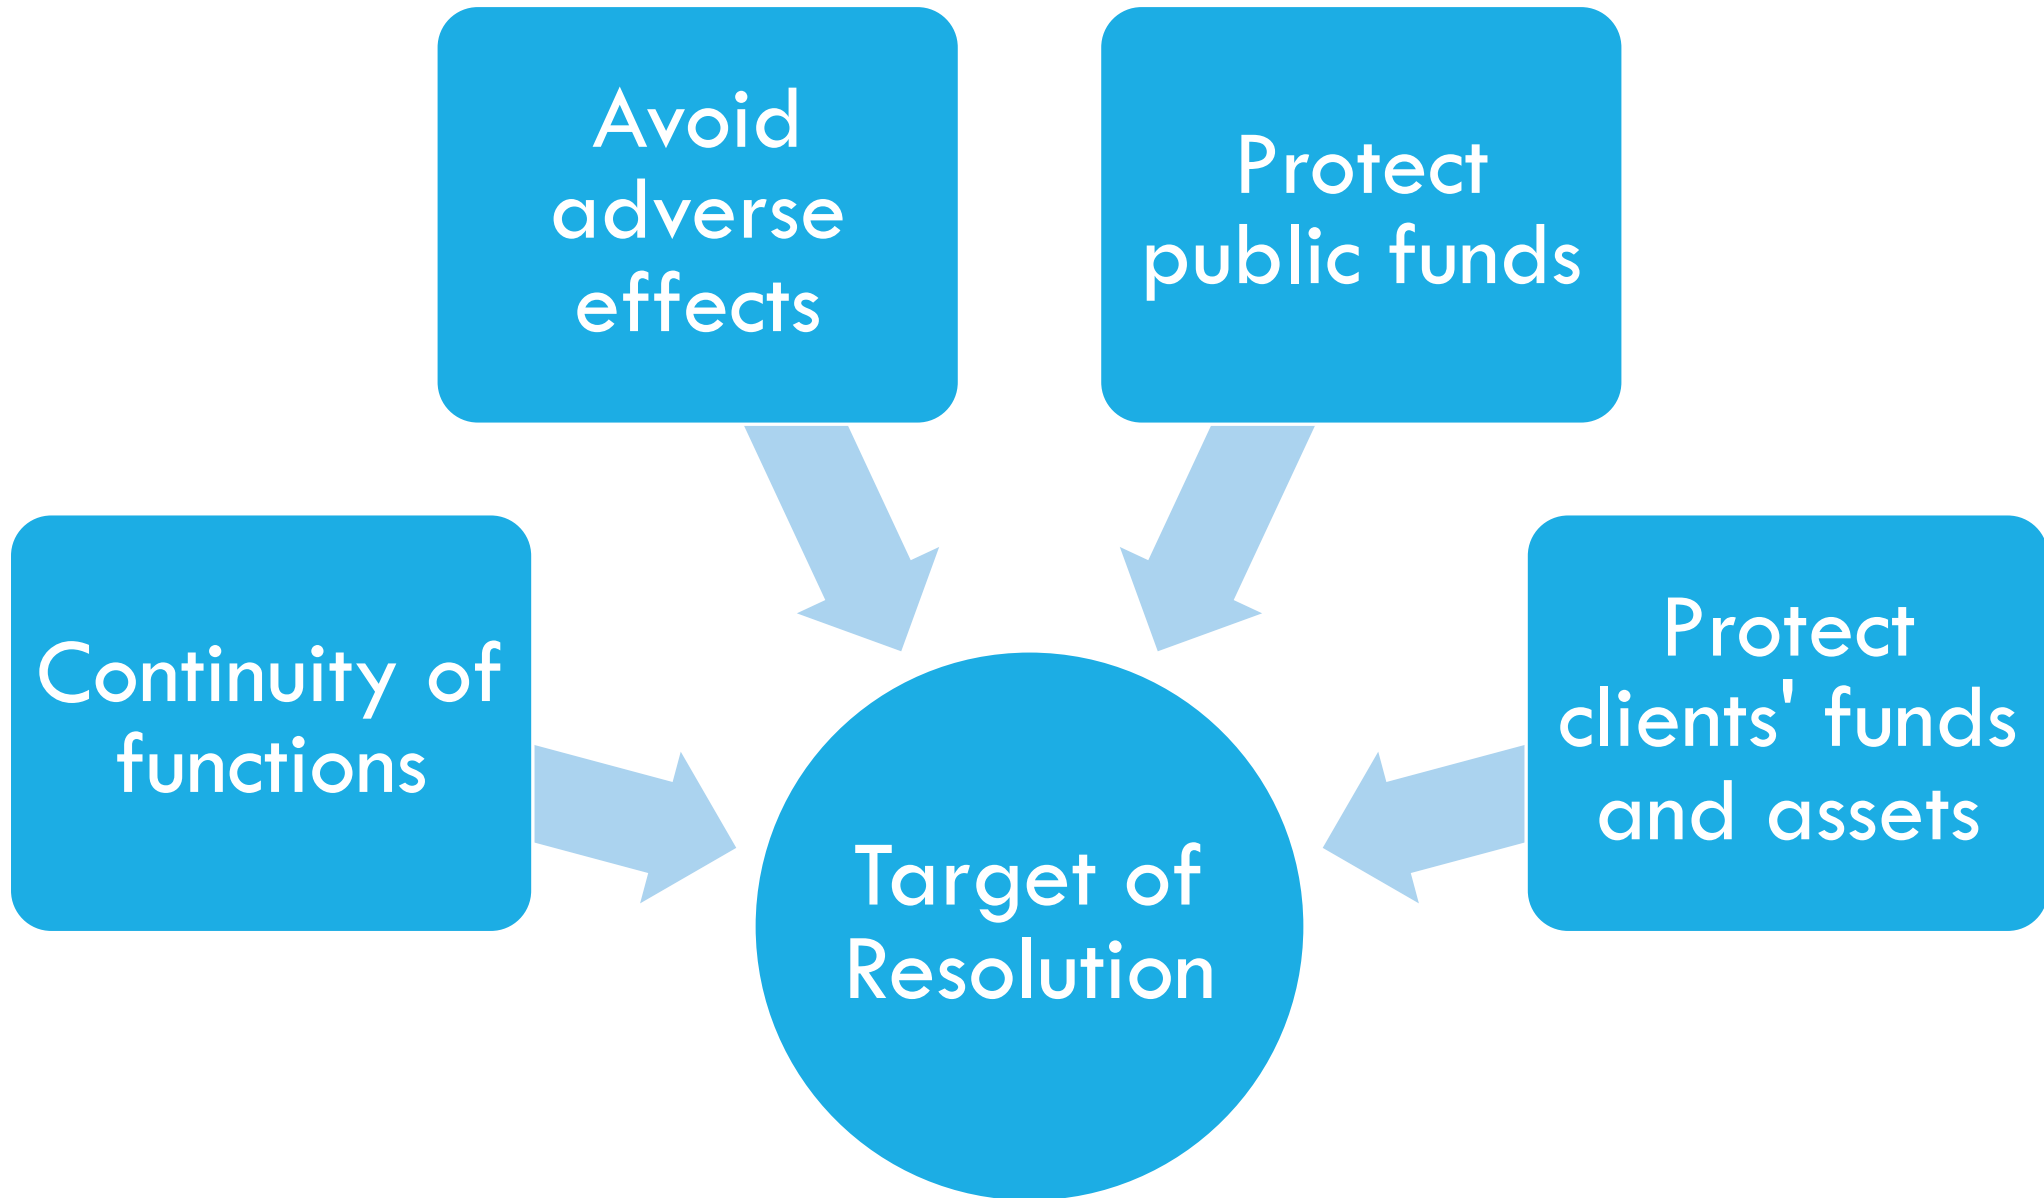 Avoid
adverse
effects
Protect
public funds
Continuity of
functions
Protect
clients' funds
and assets
Target of
Resolution